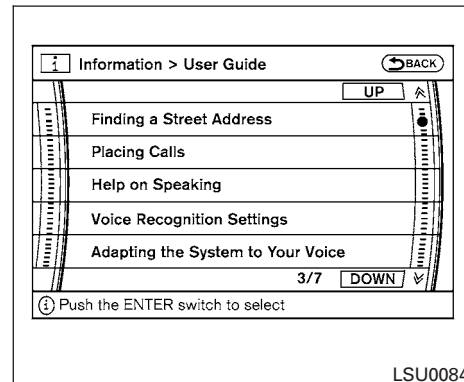 i Information > User Guide BACK
UP
Finding a Street Address
Placing Calls
Help on Speaking
Voice Recognition Settings
Adapting the System to Your Voice
3/7 DOWN
i Push the ENTER switch to select
LSU0084